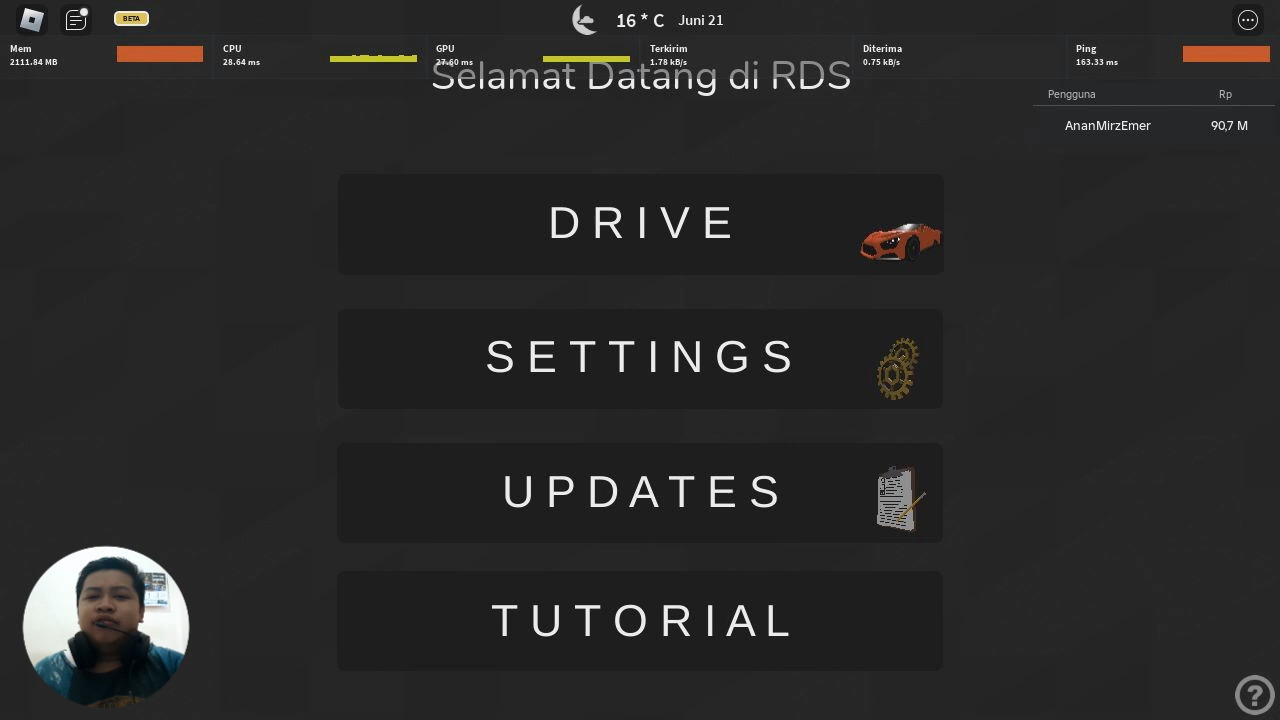 BETA
16 * C Juni 21
Mem CPU GPU Terkirim Diterima Ping
2111.84 MB 28.64 ms 27.60 ms 1.78 kB/s 0.75 kB/s 163.33 ms
Selamat Datang di RDS
Pengguna Rp
AnanMirzEmer 90,7 M
DRIVE
SETTINGS
UPDATES
TUTORIAL
?